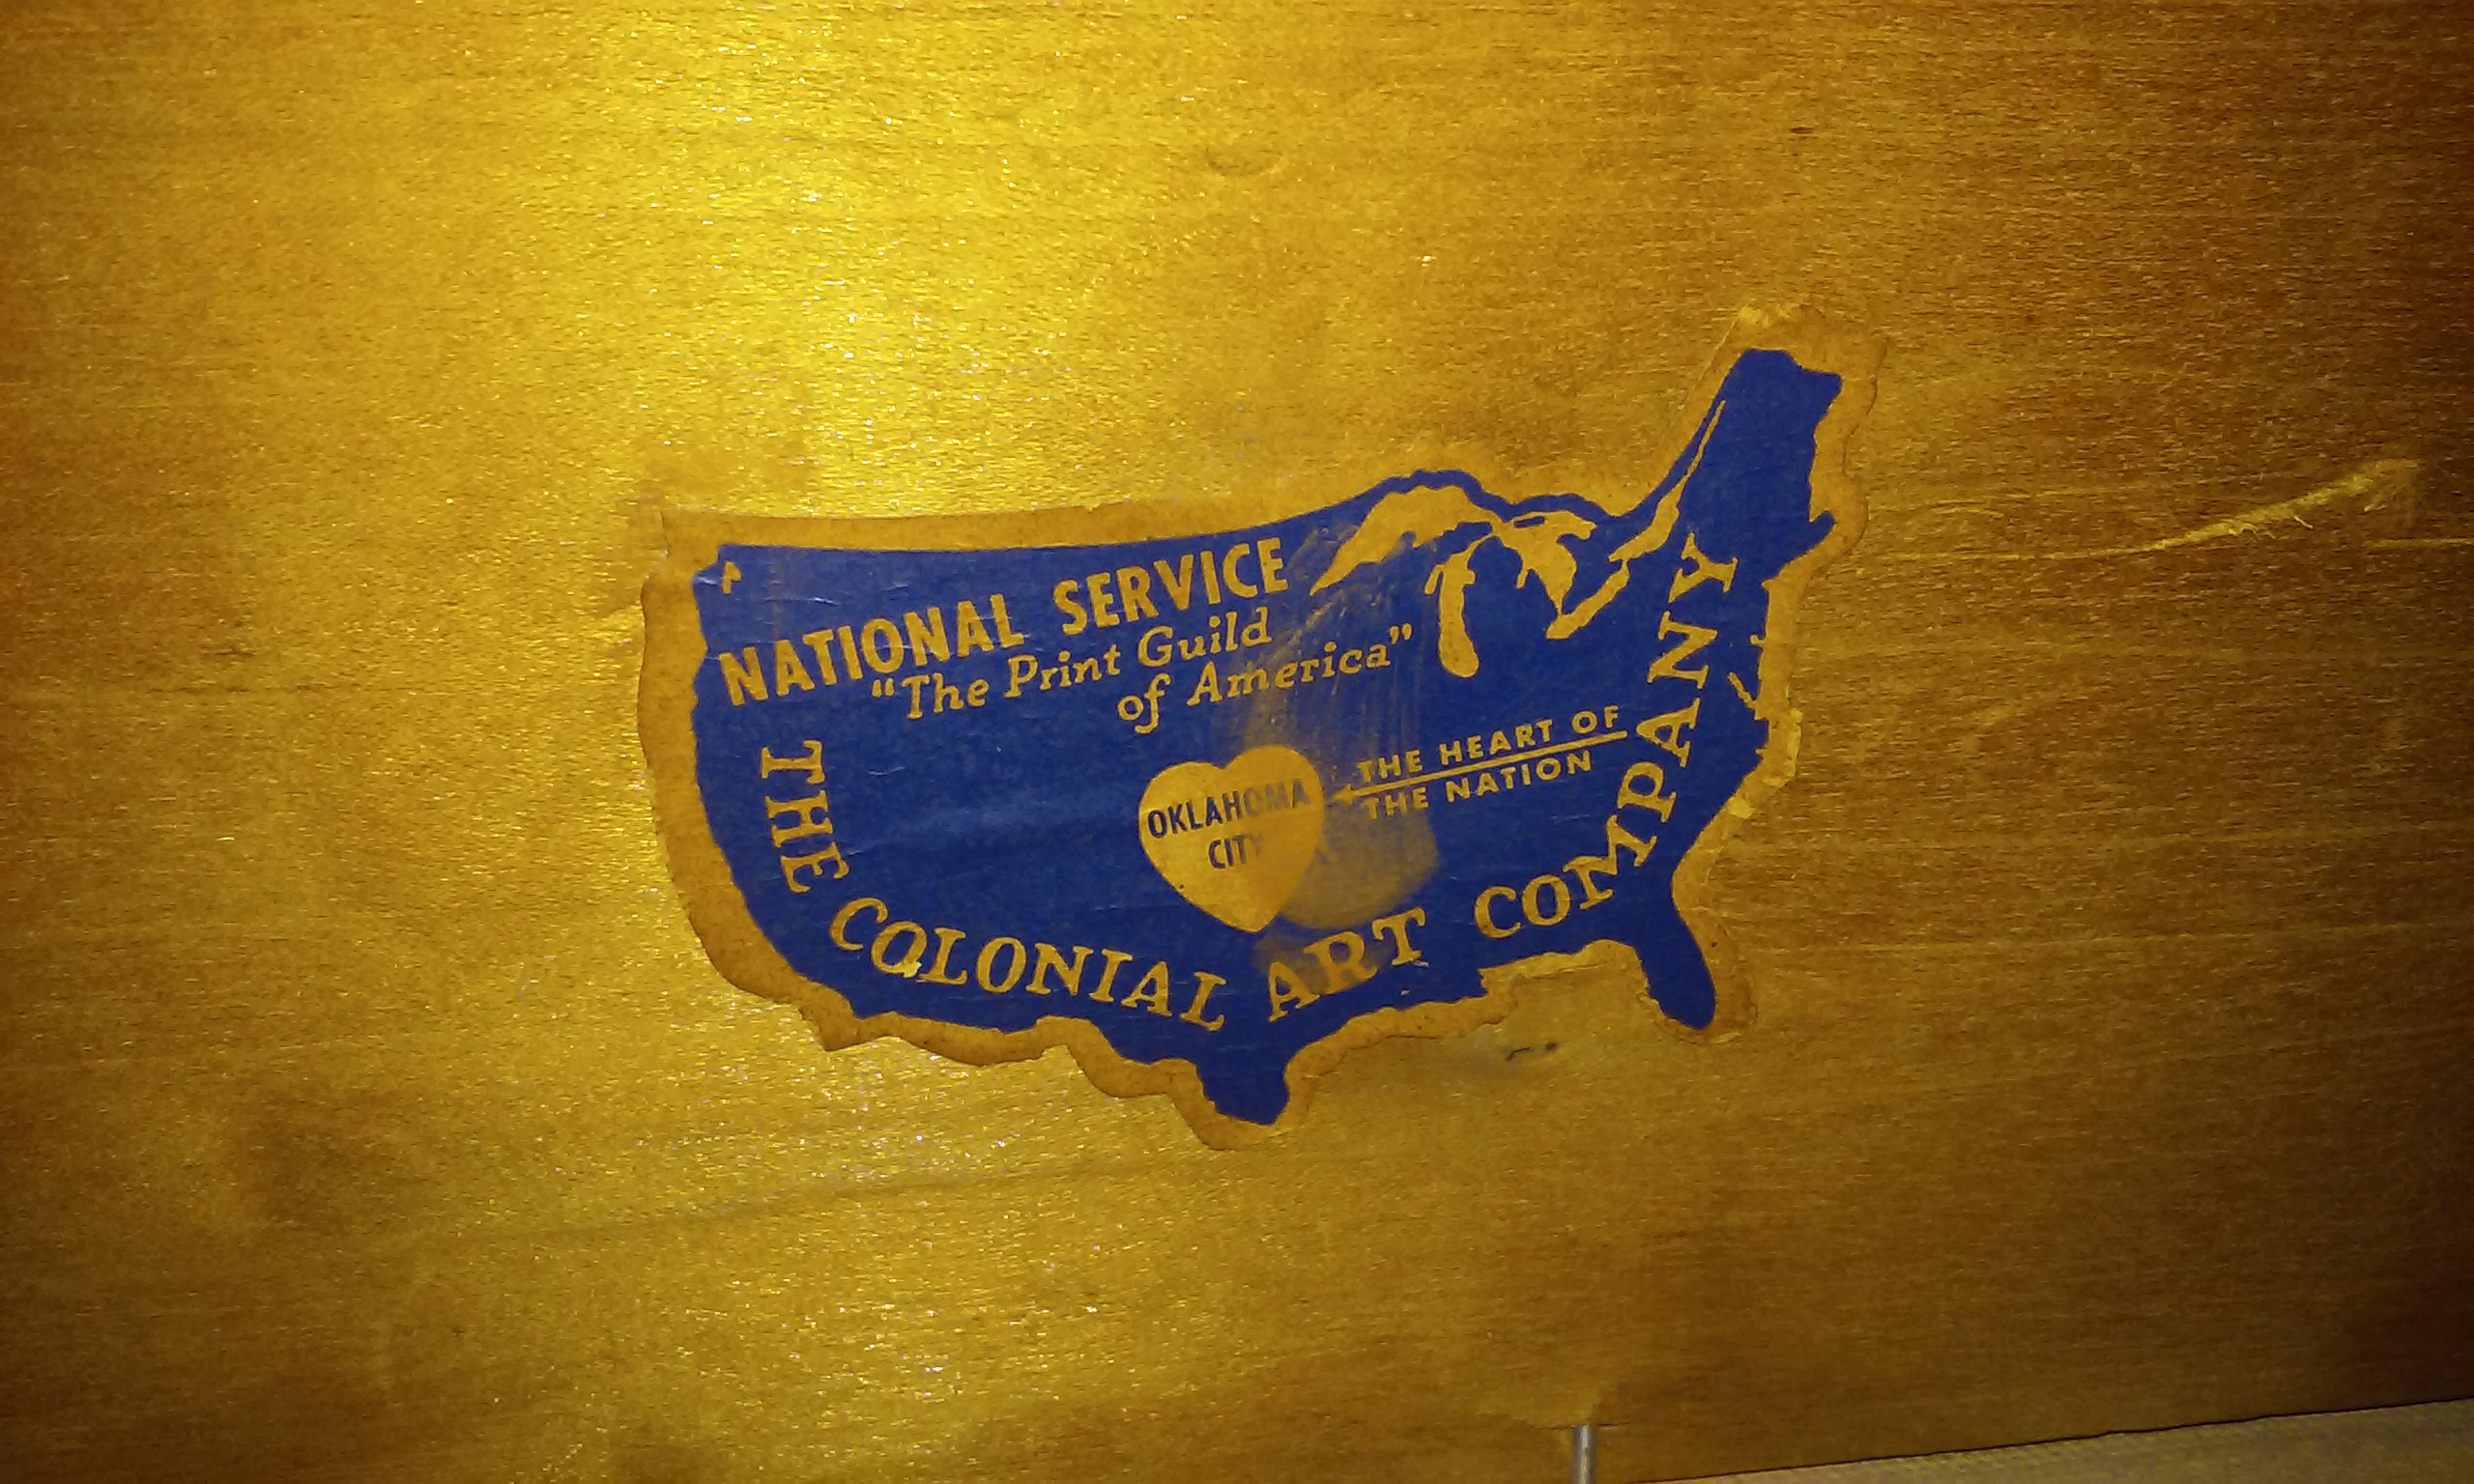 NATIONAL SERVICE
"The Print Guild
of America"
THE HEART OF
THE NATION
OKLAHOMA
CITY
THE COLONIAL ART COMPANY